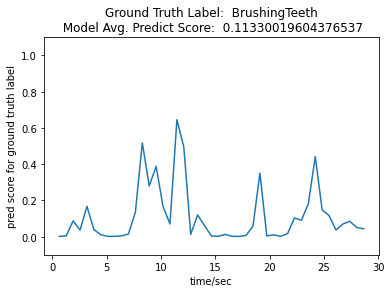 Ground Truth Label:  BrushingTeeth
Model Avg. Predict Score:  0.11330019604376537
1.0
0.8
0.6
0.4
0.2
0.0
pred score for ground truth label
0 5 10 15 20 25 30
time/sec